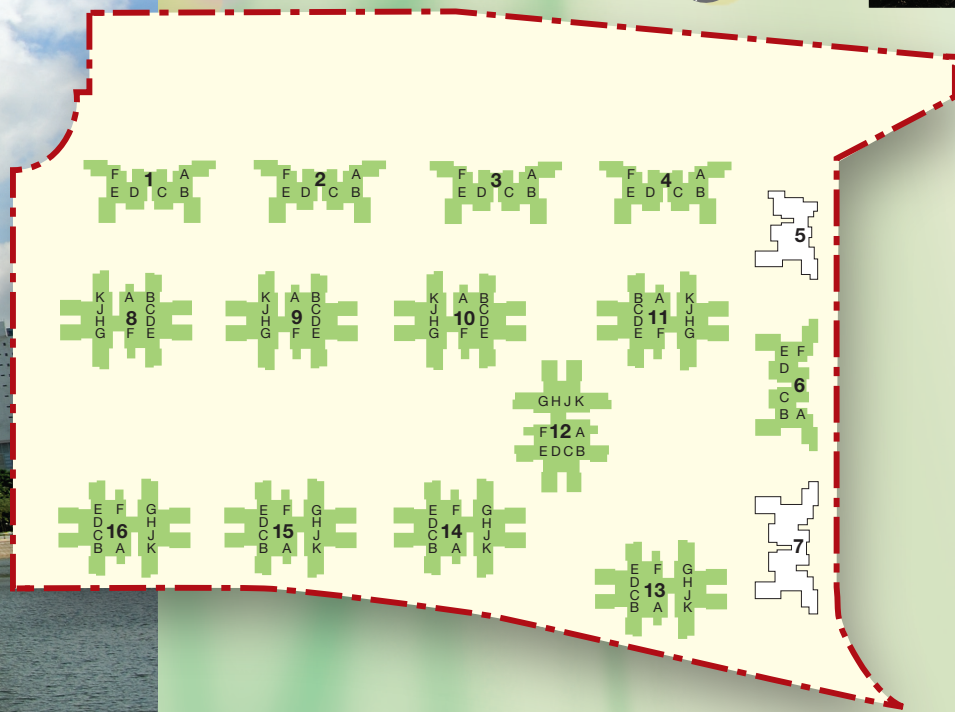 F 1 A
E D C B
F 2 A
E D C B
F 3 A
E D C B
F 4 A
E D C B
5
K A B
J C
H 8 D
G F E
K A B
J C
H 9 D
G F E
K A B
J C
H 10 D
G F E
B A K
C J
D 11 H
E F G
E F
D
6
C
B A
G H J K
F 12 A
E D C B
E F G
D H
C 16 J
B A K
E F G
D H
C 15 J
B A K
E F G
D H
C 14 J
B A K
7
E F G
D H
C 13 J
B A K